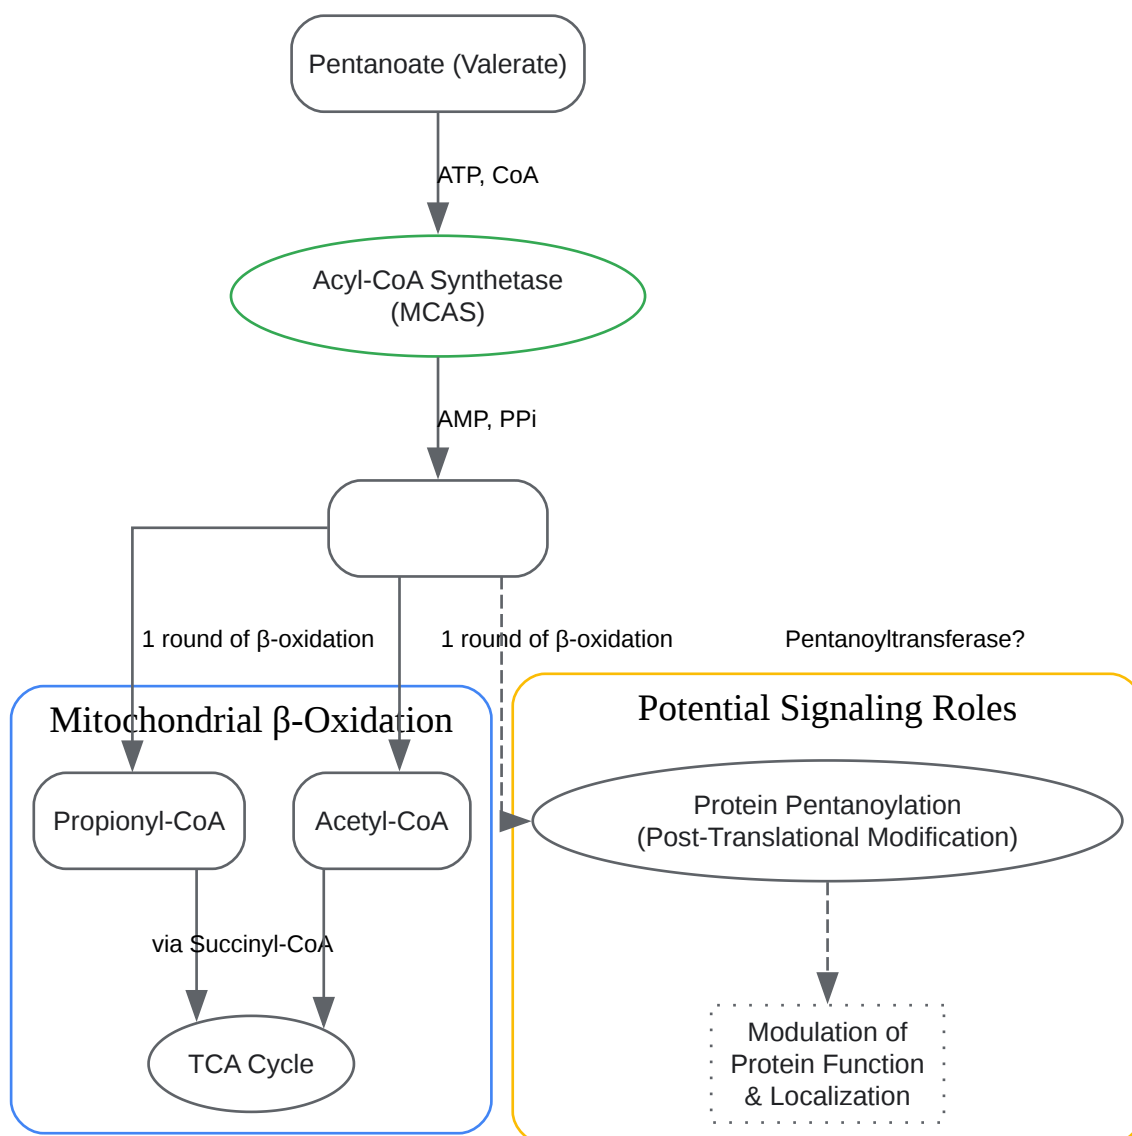 Pentanoate (Valerate)
ATP, CoA
Acyl-CoA Synthetase
(MCAS)
AMP, PPi
1 round of β-oxidation
1 round of β-oxidation
Pentanoyltransferase?
Mitochondrial β-Oxidation
Potential Signaling Roles
Propionyl-CoA
Acetyl-CoA
Protein Pentanoylation
(Post-Translational Modification)
via Succinyl-CoA
TCA Cycle
Modulation of
Protein Function
& Localization